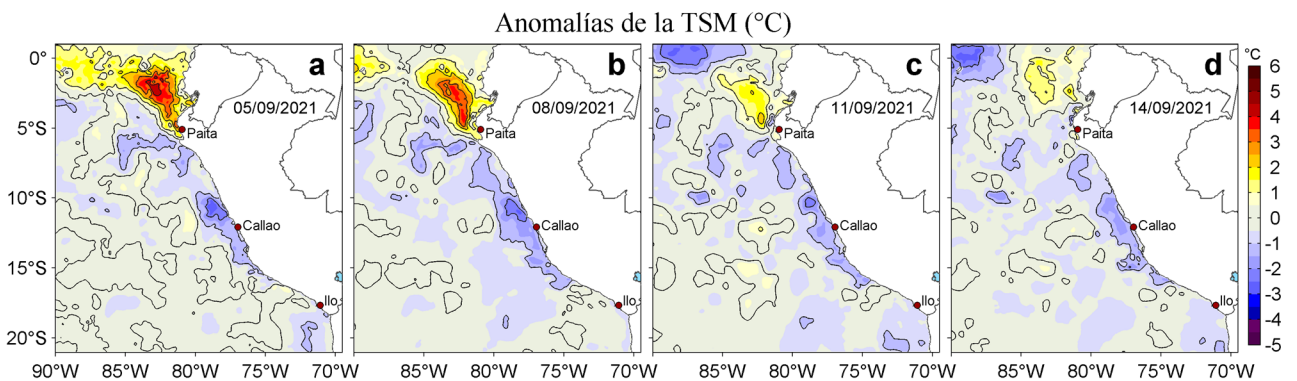 Anomalías de la TSM (°C)
a
05/09/2021
Paita
Callao
Ilo
b
08/09/2021
Paita
Callao
Ilo
c
11/09/2021
Paita
Callao
Ilo
d
14/09/2021
Paita
Callao
Ilo
0°
5°S
10°S
15°S
20°S
90°W 85°W 80°W 75°W 70°W
85°W 80°W 75°W 70°W
85°W 80°W 75°W 70°W
85°W 80°W 75°W 70°W
°C
6
5
4
3
2
1
0
-1
-2
-3
-4
-5